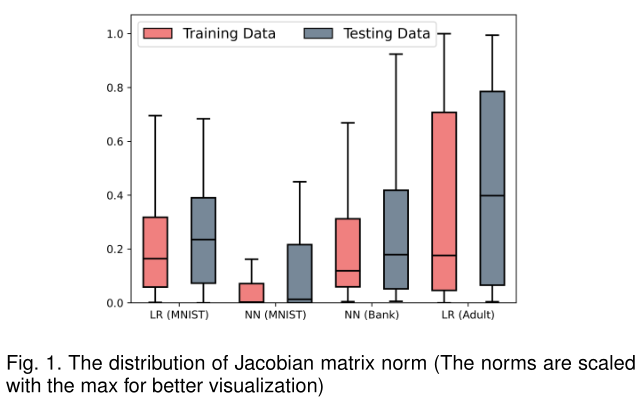 Training Data Testing Data
1.0
0.8
0.6
0.4
0.2
0.0
LR (MNIST) NN (MNIST) NN (Bank) LR (Adult)
Fig. 1. The distribution of Jacobian matrix norm (The norms are scaled
with the max for better visualization)